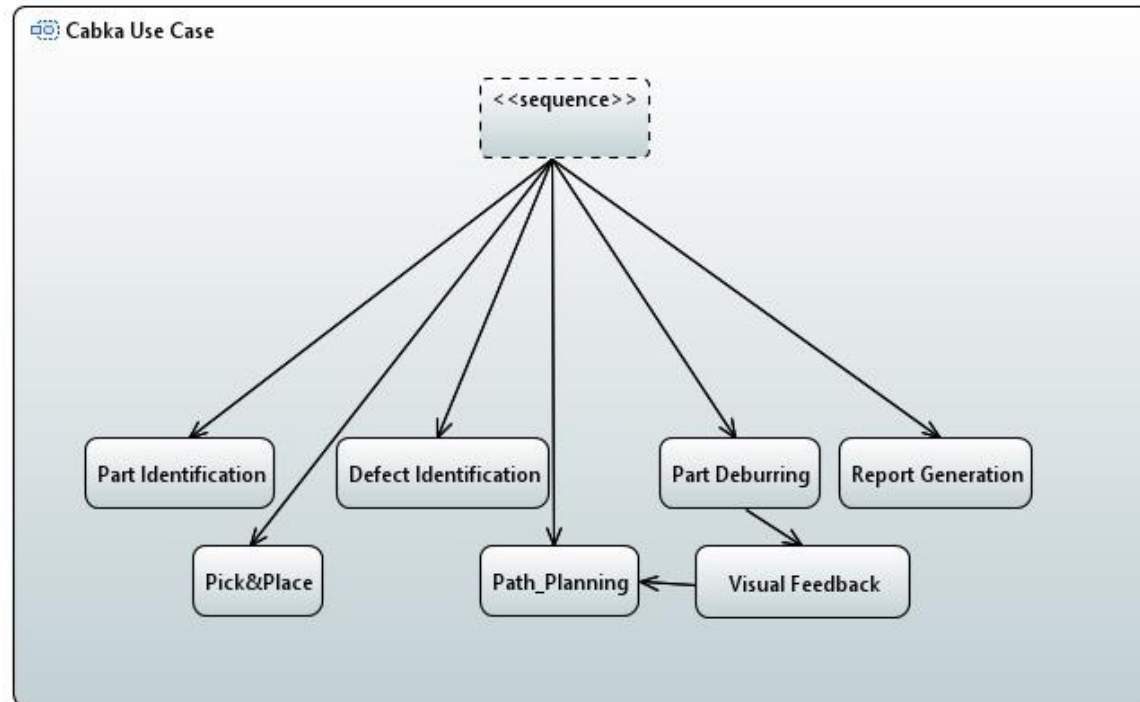 Cabka Use Case
<<sequence>>
Part Identification
Defect Identification
Part Deburring
Report Generation
Pick&Place
Path_Planning
Visual Feedback